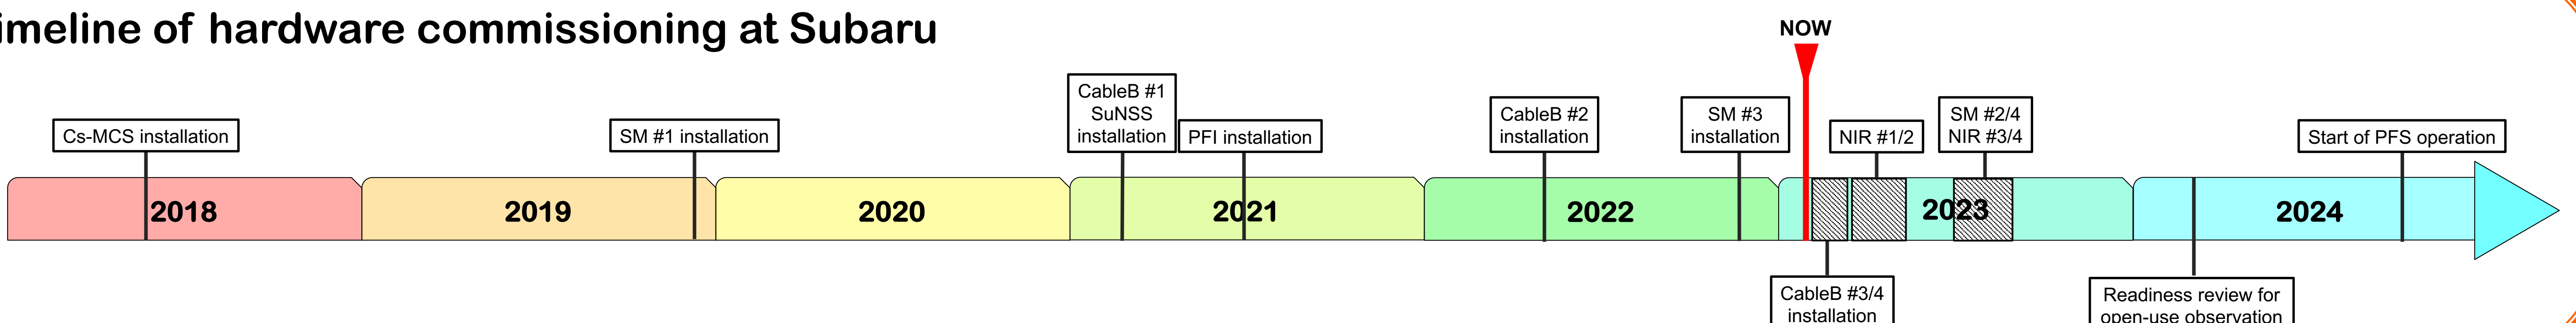 imeline of hardware commissioning at Subaru
NOW
Cs-MCS installation
SM #1 installation
CableB #1
SuNSS
installation
PFI installation
CableB #2
installation
SM #3
installation
NIR #1/2
SM #2/4
NIR #3/4
Start of PFS operation
2018
2019
2020
2021
2022
2023
2024
CableB #3/4
installation
Readiness review for
open-use observation